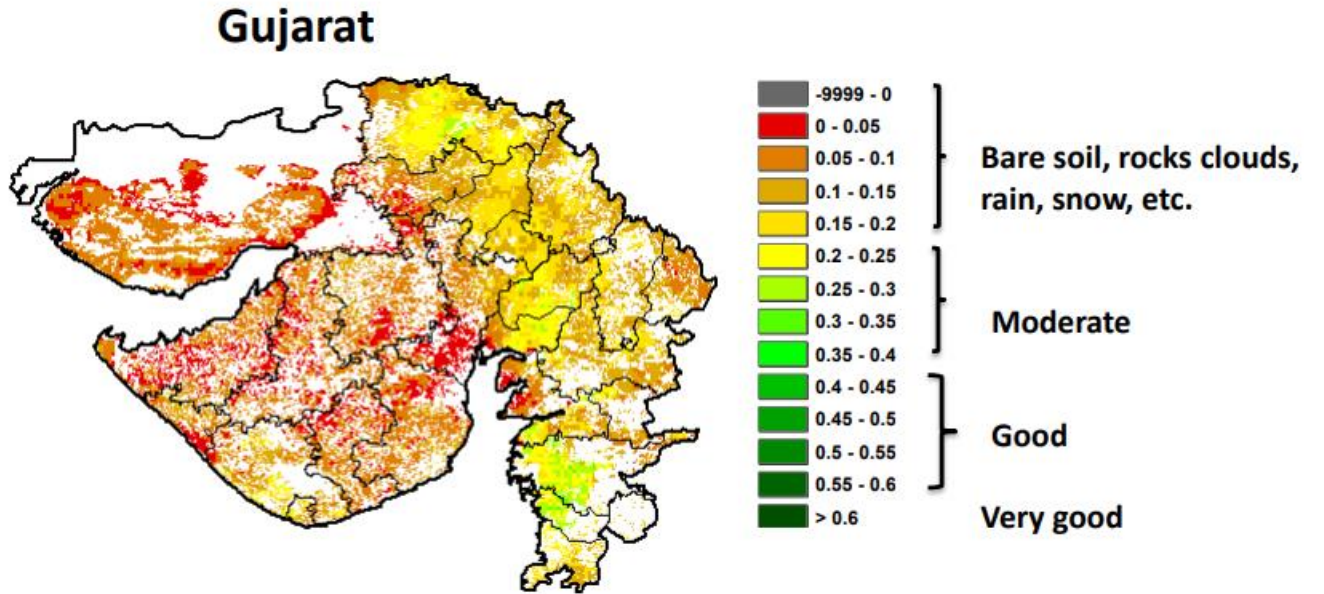 Gujarat
-9999 - 0
0 - 0.05
0.05 - 0.1
0.1 - 0.15
0.15 - 0.2
0.2 - 0.25
0.25 - 0.3
0.3 - 0.35
0.35 - 0.4
0.4 - 0.45
0.45 - 0.5
0.5 - 0.55
0.55 - 0.6
> 0.6
Bare soil, rocks clouds,
rain, snow, etc.
Moderate
Good
Very good